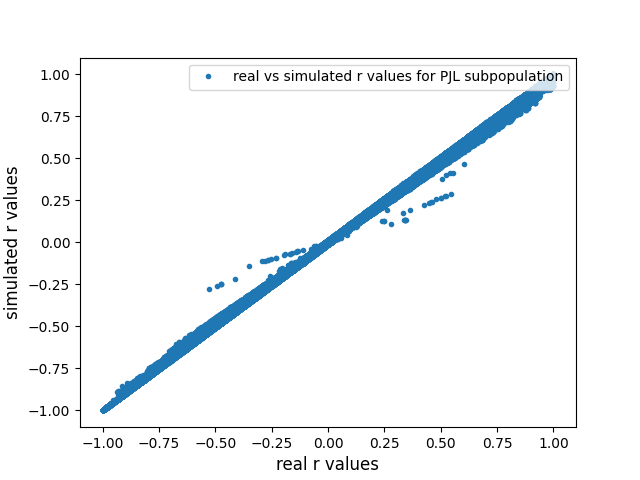 real vs simulated r values for PJL subpopulation
1.00
0.75
0.50
0.25
0.00
−0.25
−0.50
−0.75
−1.00
simulated r values
−1.00 −0.75 −0.50 −0.25 0.00 0.25 0.50 0.75 1.00
real r values